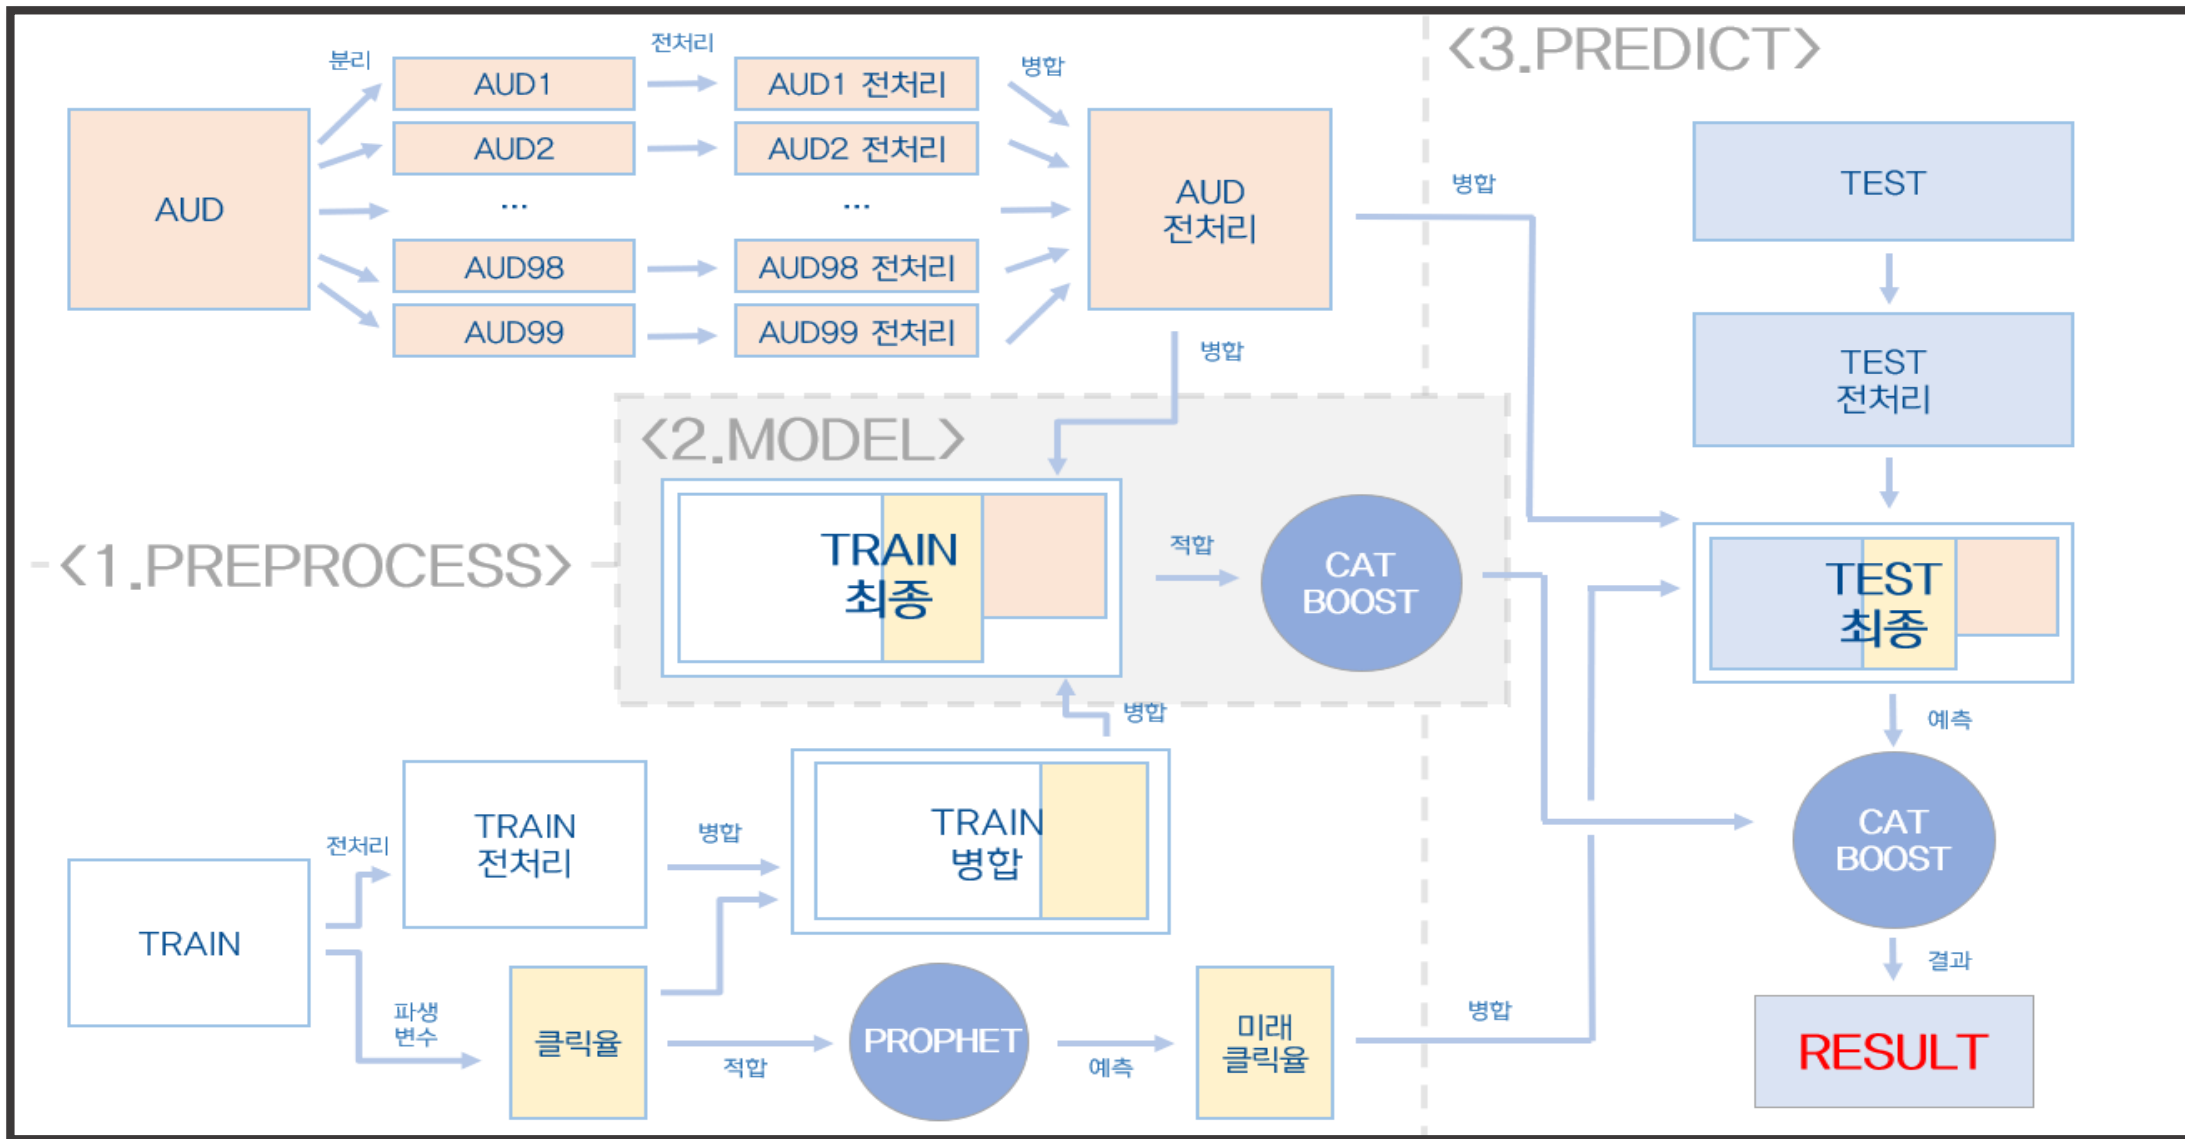 <3.PREDICT>
분리
전처리
병합
AUD
AUD1
AUD1 전처리
AUD2
AUD2 전처리
...
...
AUD98
AUD98 전처리
AUD99
AUD99 전처리
AUD
전처리
병합
병합
TEST
TEST
전처리
<2.MODEL>
<1.PREPROCESS>
TRAIN
최종
적합
CAT
BOOST
TEST
최종
병합
예측
TRAIN
전처리
TRAIN
전처리
병합
TRAIN
병합
파생
변수
클릭율
적합
PROPHET
예측
미래
클릭율
병합
CAT
BOOST
결과
RESULT